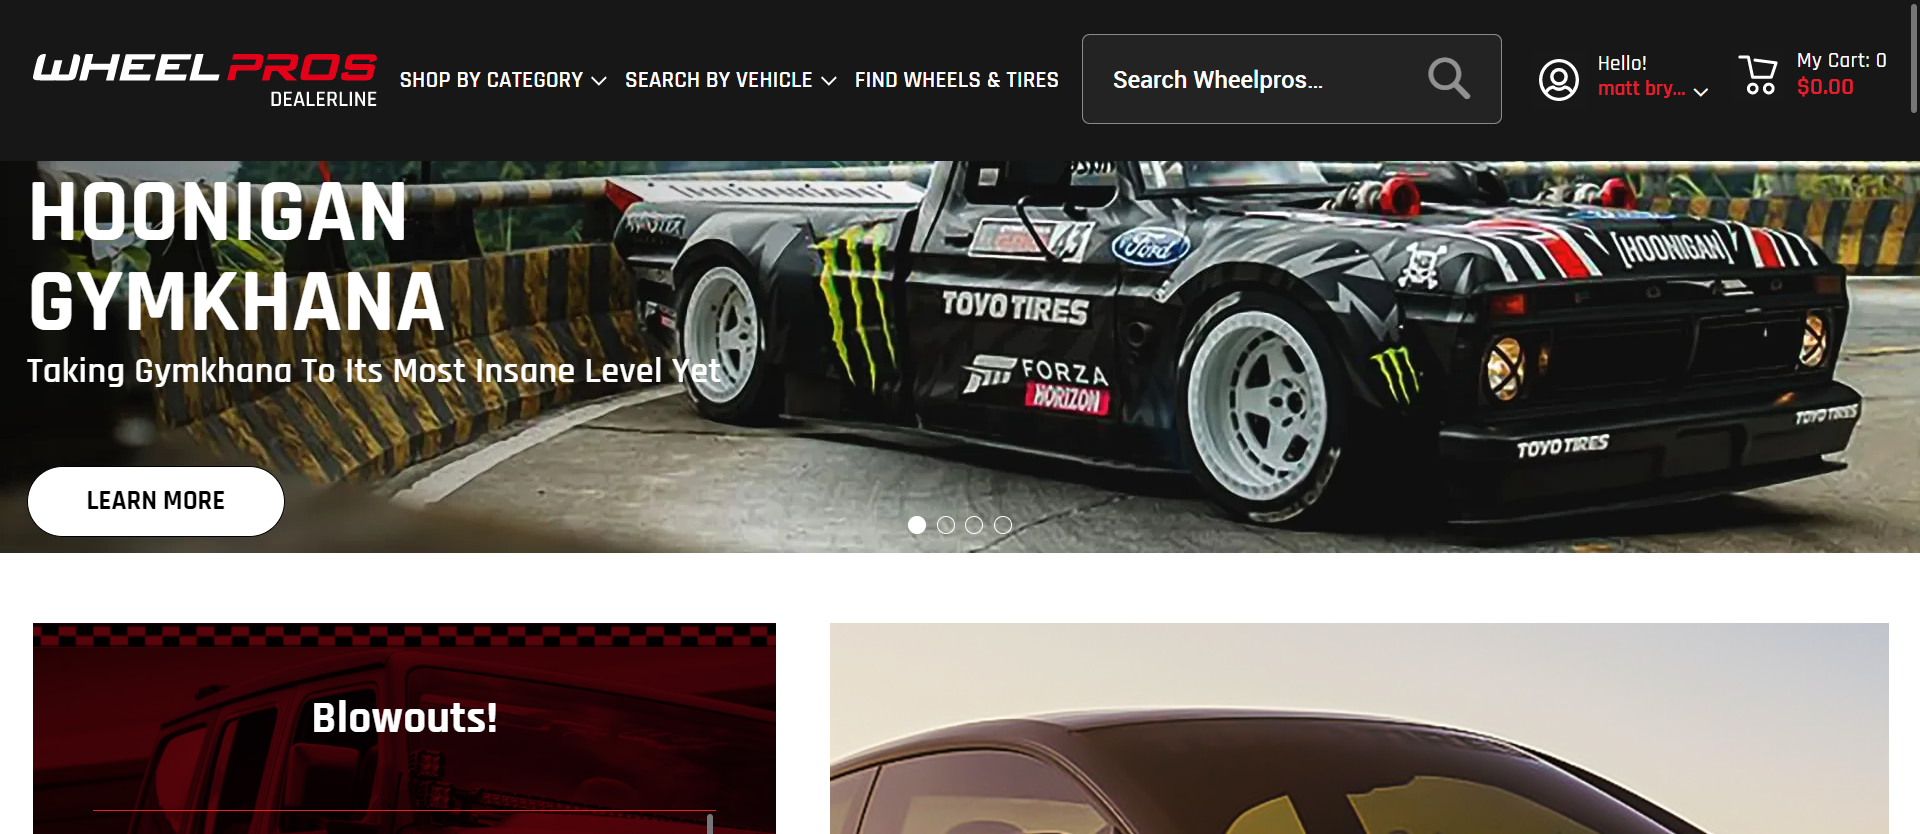 WHEEL PROS
DEALERLINE
SHOP BY CATEGORY
SEARCH BY VEHICLE
FIND WHEELS & TIRES
Search Wheelpros...
Hello!
matt bry...
My Cart: 0
$0.00
HOONIGAN
GYMKHANA
Taking Gymkhana To Its Most Insane Level Yet
LEARN MORE
Ford
[HOONIGAN]
TOYO TIRES
FORZA
HORIZON
TOYO TIRES
TOYO TIRES
Blowouts!